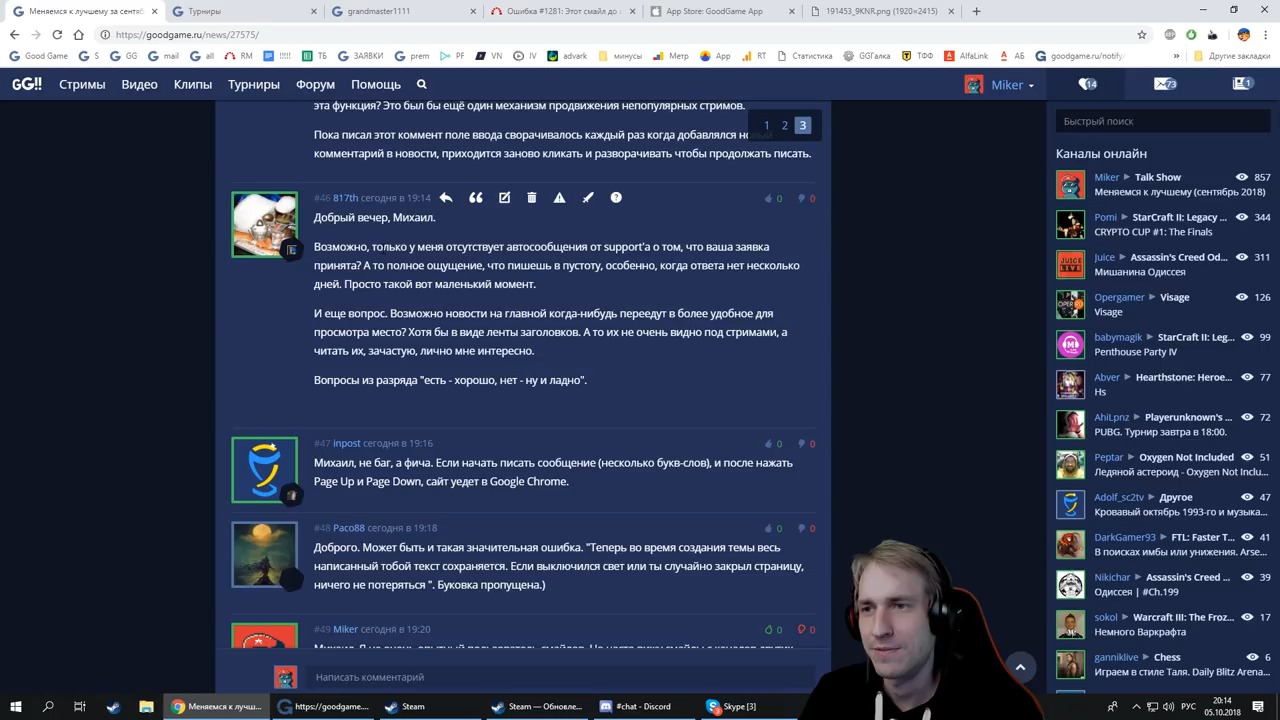 Меняемся к лучшему (сен
Турниры
grandstar1111
Ошибка #1281: Этот смайл до
App Store: GoodGame
191453_9KNR.png (1920×2415)
https://goodgame.ru/news/27575/
Good Game
S
gmail
all
RM
!!!!
TS
ЗАЯВКИ
prem
PF
VN
IO
advark
минусы
Метр
App
RT
Статистика
GGГалка
ТФФ
AlfaLink
АБ
goodgame.ru/notify
Другие закладки
GG!!
Стримы
Видео
Клипы
Турниры
Форум
Помощь
Miker
14
73
1
эта функция? Это был бы ещё один механизм продвижения непопулярных стримов.
1 2 3
Пока писал этот коммент поле ввода сворачивалось каждый раз когда добавлялся
комментарий в новости, приходится заново кликать и разворачивать чтобы продолжать писать.
#46 817th сегодня в 19:14
0 0
Добрый вечер, Михаил.
Возможно, только у меня отсутствует автосообщения от support'а о том, что ваша заявка
принята? А то полное ощущение, что пишешь в пустоту, особенно, когда ответа нет несколько
дней. Просто такой вот маленький момент.
И еще вопрос. Возможно новости на главной когда-нибудь переедут в более удобное для
просмотра место? Хотя бы в виде ленты заголовков. А то их не очень видно под стримами, а
читать их, зачастую, лично мне интересно.
Вопросы из разряда "есть - хорошо, нет - ну и ладно".
#47 inpost сегодня в 19:16
0 0
Михаил, не баг, а фича. Если начать писать сообщение (несколько букв-слов), и после нажать
Page Up и Page Down, сайт уедет в Google Chrome.
#48 Paco88 сегодня в 19:18
0 0
Доброго. Может быть и такая значительная ошибка. "Теперь во время создания темы весь
написанный тобой текст сохраняется. Если выключился свет или ты случайно закрыл страницу,
ничего не потеряться ". Буковка пропущена.)
#49 Miker сегодня в 19:20
0 0
Написать комментарий
Быстрый поиск
Каналы онлайн
Miker Talk Show 857
Меняемся к лучшему (сентябрь 2018)
Pomi StarCraft II: Legacy ... 344
CRYPTO CUP #1: The Finals
Juice Assassin's Creed Od... 311
Мишанина Одиссея
Opergamer Visage 126
Visage
babymagik StarCraft II: Leg... 99
Penthouse Party IV
Abver Hearthstone: Heroe... 77
Hs
AhiLpnz Playerunknown's ... 72
PUBG. Турнир завтра в 18:00.
Peptar Oxygen Not Included 51
Ледяной астероид - Oxygen Not Inclu...
Adolf_sc2tv Другое 47
Кровавый октябрь 1993-го и музыка...
DarkGamer93 FTL: Faster T... 41
В поисках имбы или унижения. Arse...
Nikichar Assassin's Creed ... 39
Одиссея | #Ch.199
sokol Warcraft III: The Froz... 17
Немного Варкрафта
ganniklive Chess 6
Играем в стиле Таля. Daily Blitz Arena...
Меняемся к лучш...
https://goodgame....
Steam
Steam — Обновле...
#chat - Discord
Skype [3]
РУС
20:14
05.10.2018